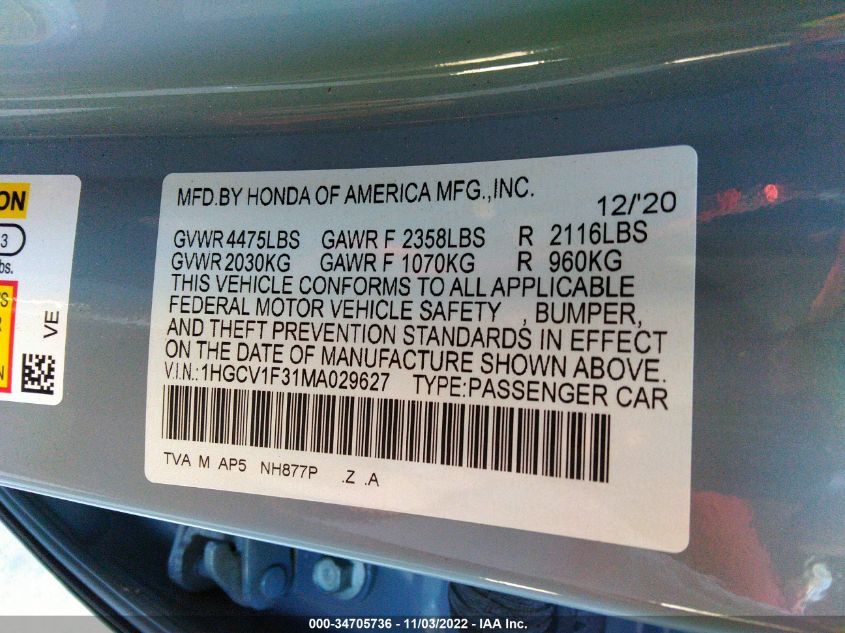 ON
3
bs.
S
R
N
VE
MFD.BY HONDA OF AMERICA MFG.,INC. 12/'20
GVWR 4475LBS GAWR F 2358LBS R 2116LBS
GVWR 2030KG GAWR F 1070KG R 960KG
THIS VEHICLE CONFORMS TO ALL APPLICABLE
FEDERAL MOTOR VEHICLE SAFETY , BUMPER,
AND THEFT PREVENTION STANDARDS IN EFFECT
ON THE DATE OF MANUFACTURE SHOWN ABOVE.
V.I.N.:1HGCV1F31MA029627 TYPE:PASSENGER CAR
TVA M AP5 NH877P .Z .A
000-34705736 - 11/03/2022 - IAA Inc.